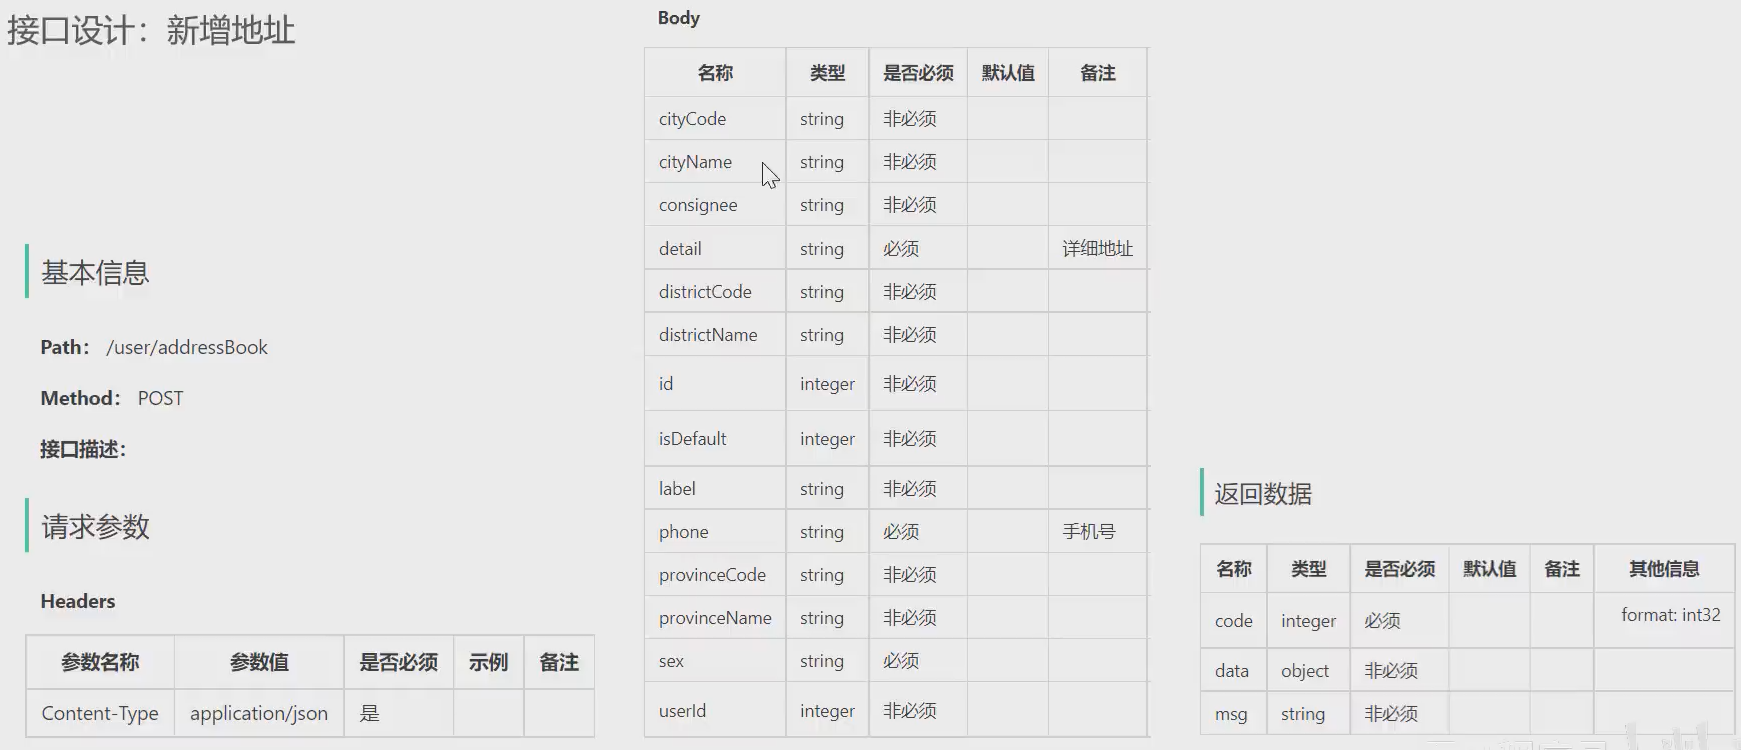 接口设计：新增地址
基本信息
Path： /user/addressBook
Method： POST
接口描述：
请求参数
Headers
参数名称 参数值 是否必须 示例 备注
Content-Type application/json 是
Body
名称 类型 是否必须 默认值 备注
cityCode string 非必须
cityName string 非必须
consignee string 非必须
detail string 必须 详细地址
districtCode string 非必须
districtName string 非必须
id integer 非必须
isDefault integer 非必须
label string 非必须
phone string 必须 手机号
provinceCode string 非必须
provinceName string 非必须
sex string 必须
userId integer 非必须
返回数据
名称 类型 是否必须 默认值 备注 其他信息
code integer 必须 format: int32
data object 非必须
msg string 非必须